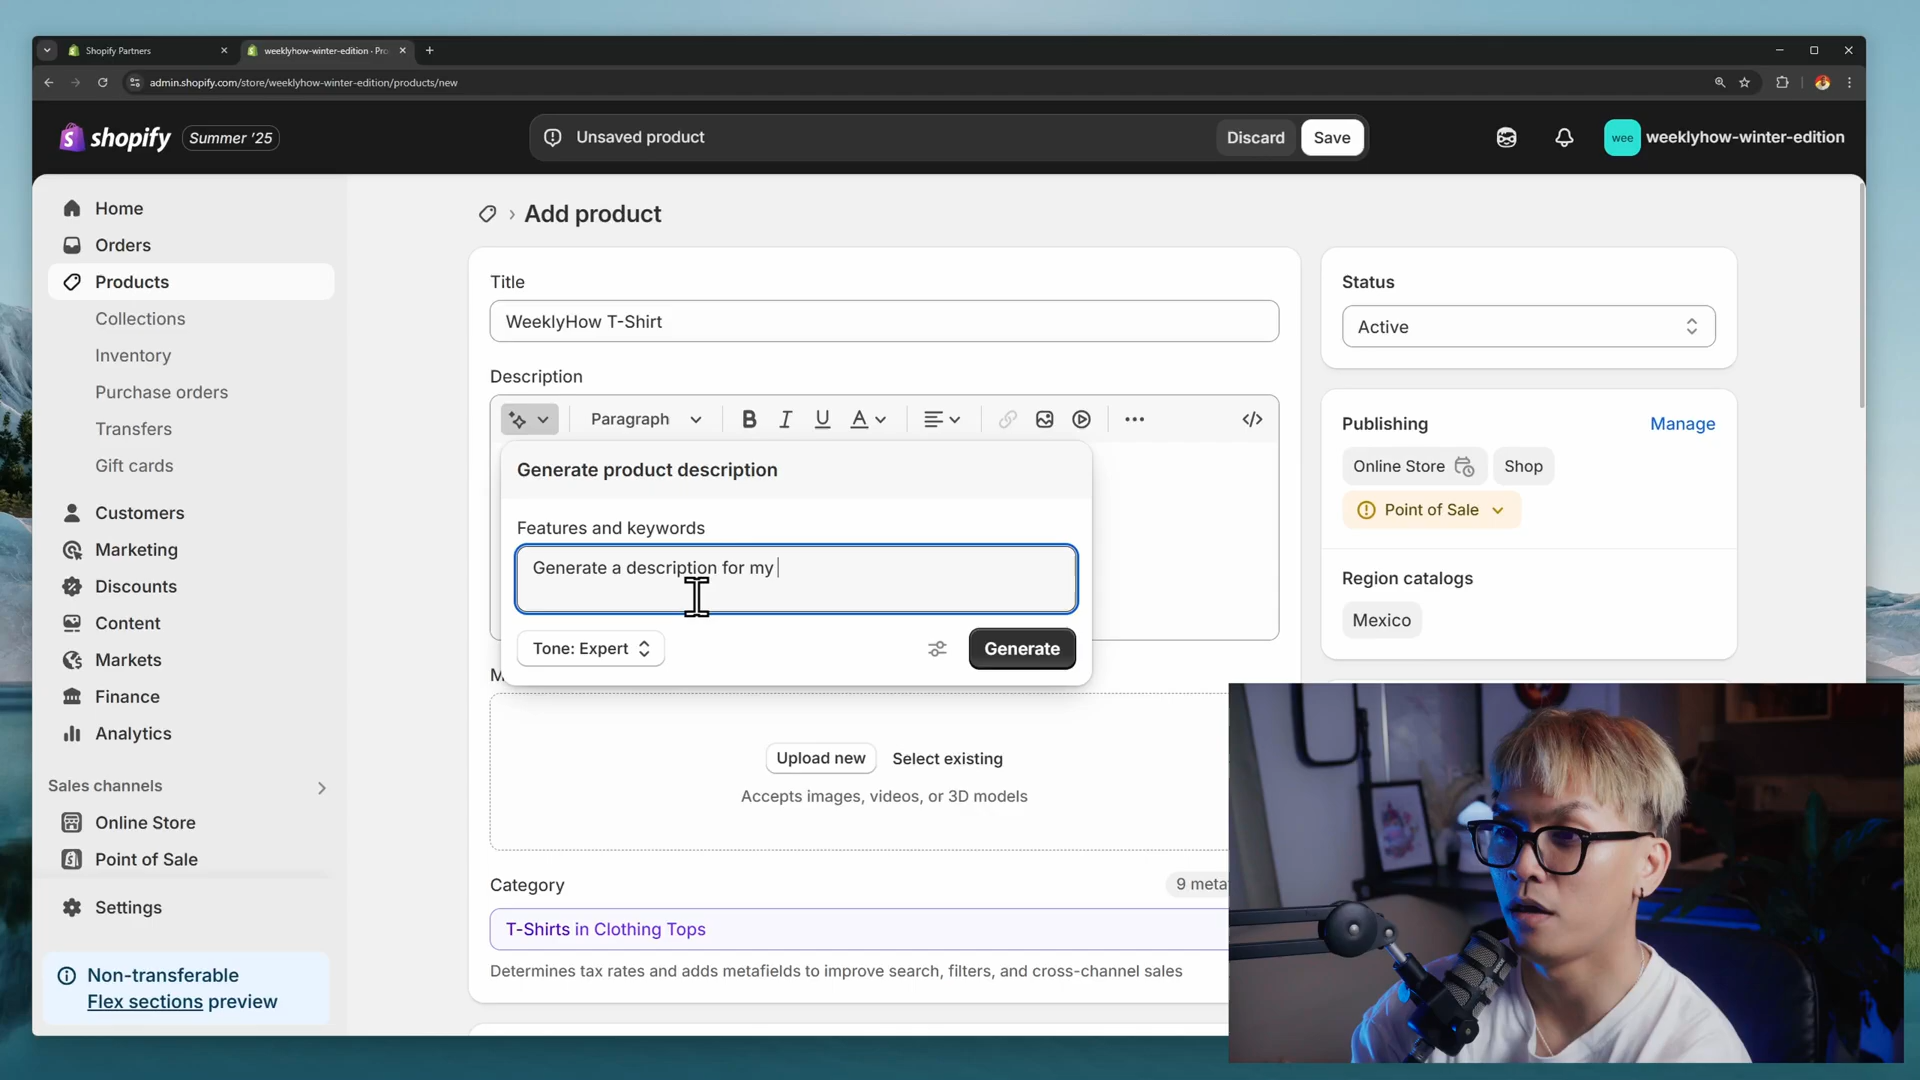 Shopify Partners
weeklyhow-winter-edition · Pro
admin.shopify.com/store/weeklyhow-winter-edition/products/new
shopify
Summer '25
Unsaved product
Discard
Save
wee
weeklyhow-winter-edition
Home
Orders
Products
Collections
Inventory
Purchase orders
Transfers
Gift cards
Customers
Marketing
Discounts
Content
Markets
Finance
Analytics
Sales channels
Online Store
Point of Sale
Settings
Non-transferable
Flex sections preview
Add product
Title
WeeklyHow T-Shirt
Description
Paragraph
Generate product description
Features and keywords
Generate a description for my
Tone: Expert
Generate
M
Upload new
Select existing
Accepts images, videos, or 3D models
Category
9 meta
T-Shirts in Clothing Tops
Determines tax rates and adds metafields to improve search, filters, and cross-channel sales
Status
Active
Publishing
Manage
Online Store
Shop
Point of Sale
Region catalogs
Mexico